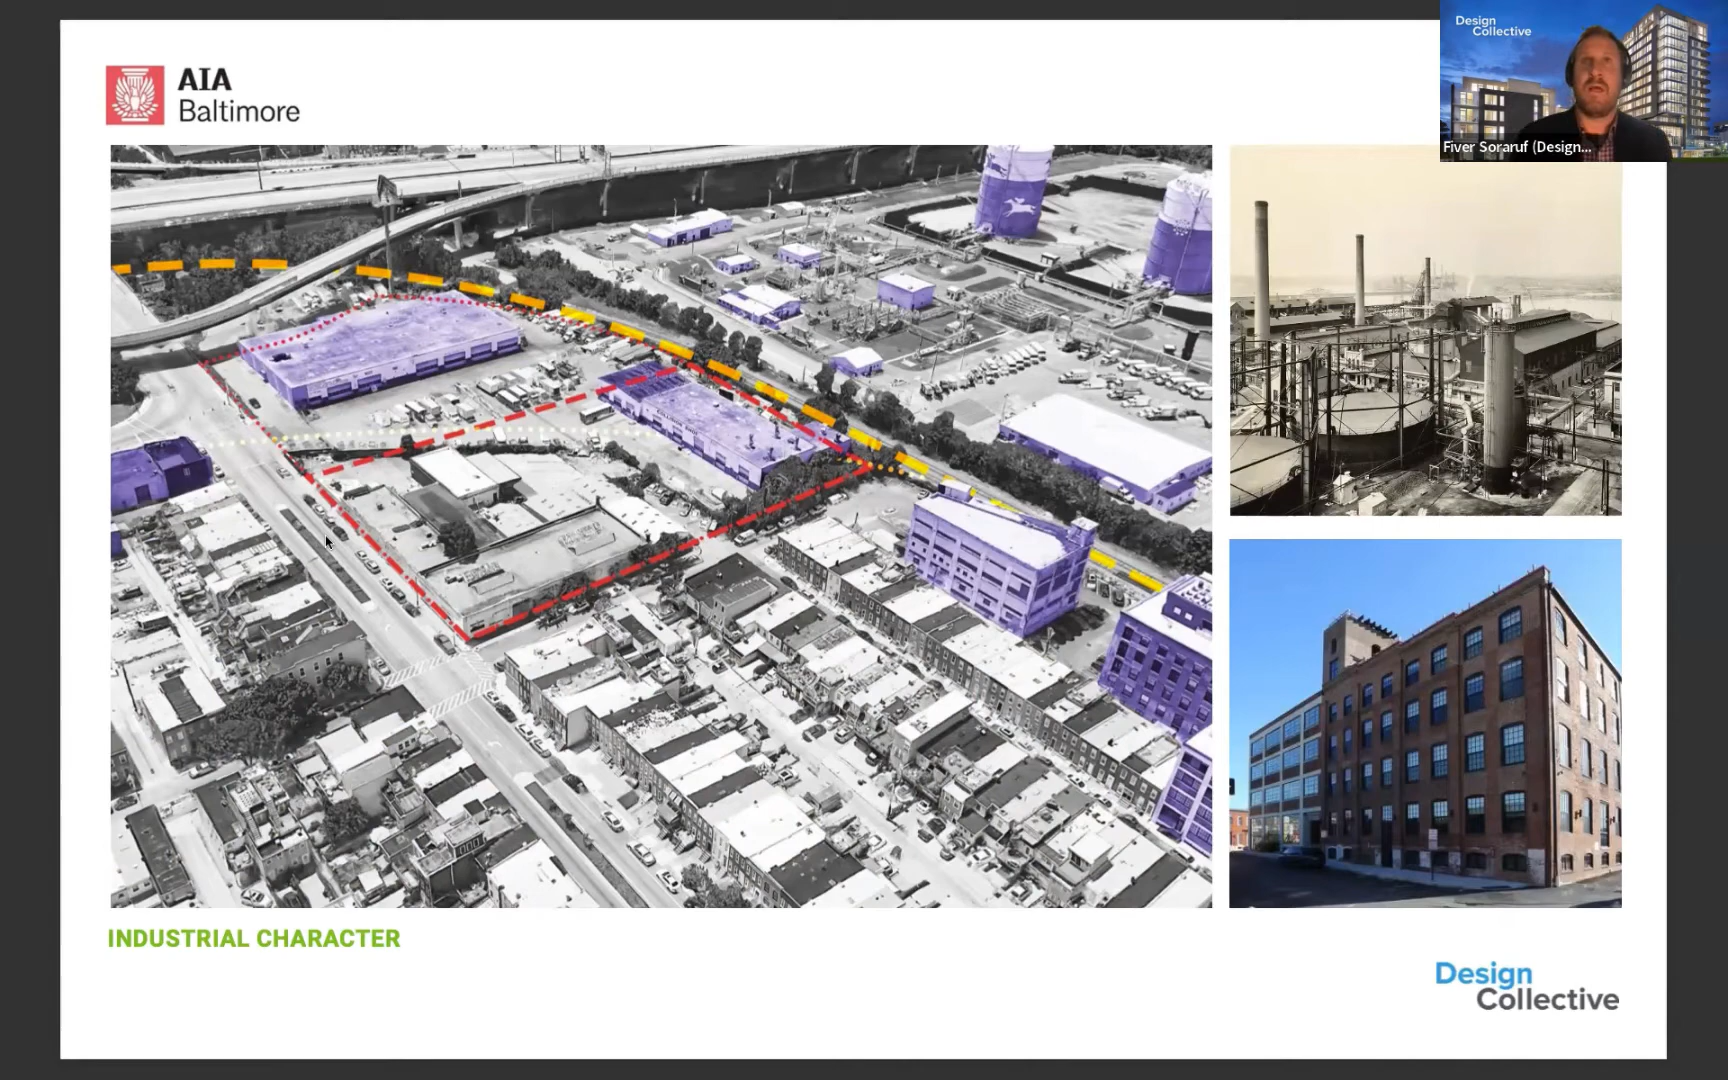 AIA
Baltimore
Design
Collective
Fiver Soraruf (Design...
INDUSTRIAL CHARACTER
Design
Collective